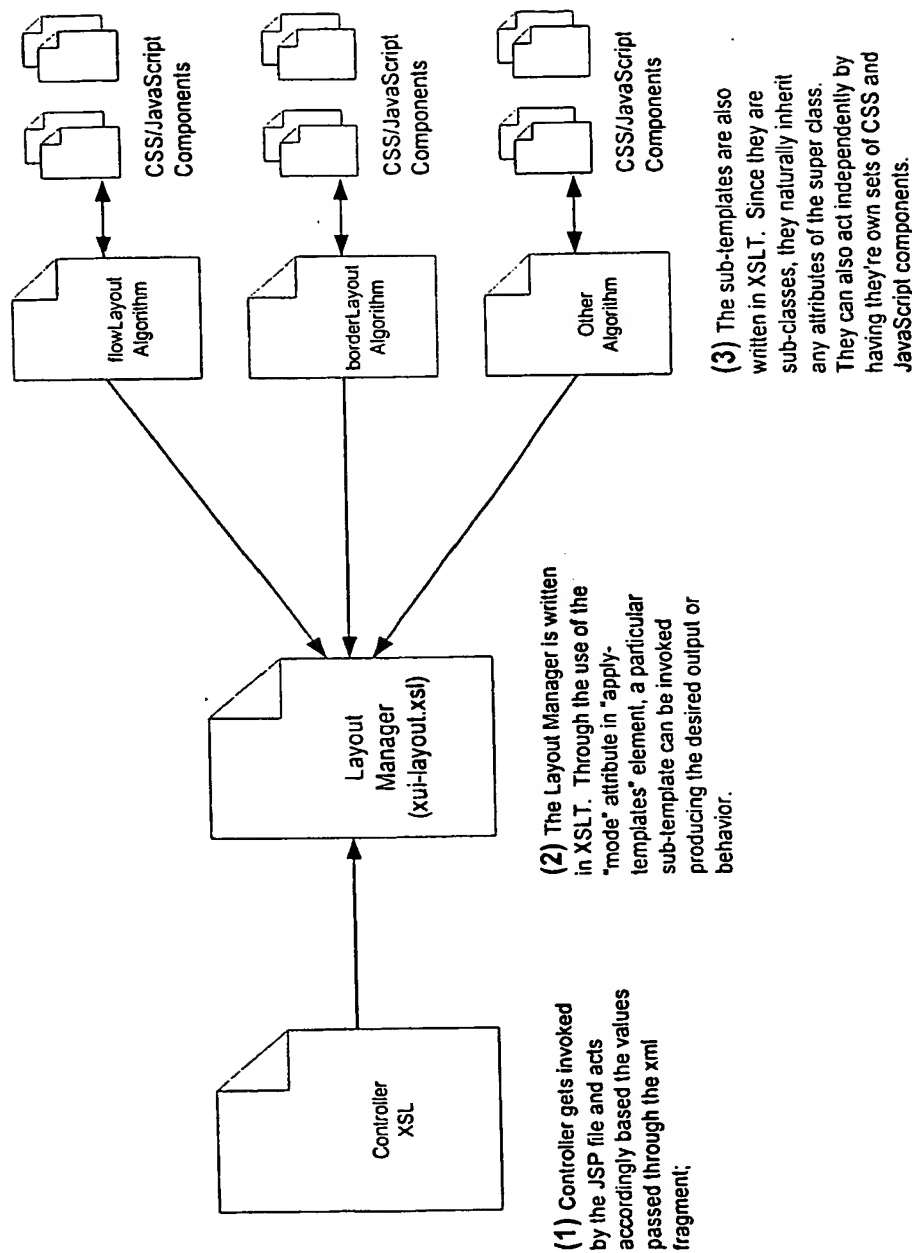 Controller
XSL
(1) Controller gets invoked
by the JSP file and acts
accordingly based the values
passed through the xml
fragment;
Layout
Manager
(xui-layout.xsl)
(2) The Layout Manager is written
in XSLT. Through the use of the
"mode" attribute in "apply-
templates" element, a particular
sub-template can be invoked
producing the desired output or
behavior.
flowLayout
Algorithm
CSS/JavaScript
Components
borderLayout
Algorithm
CSS/JavaScript
Components
Other
Algorithm
CSS/JavaScript
Components
(3) The sub-templates are also
written in XSLT. Since they are
sub-classes, they naturally inherit
any attributes of the super class.
They can also act independently by
having they're own sets of CSS and
JavaScript components.